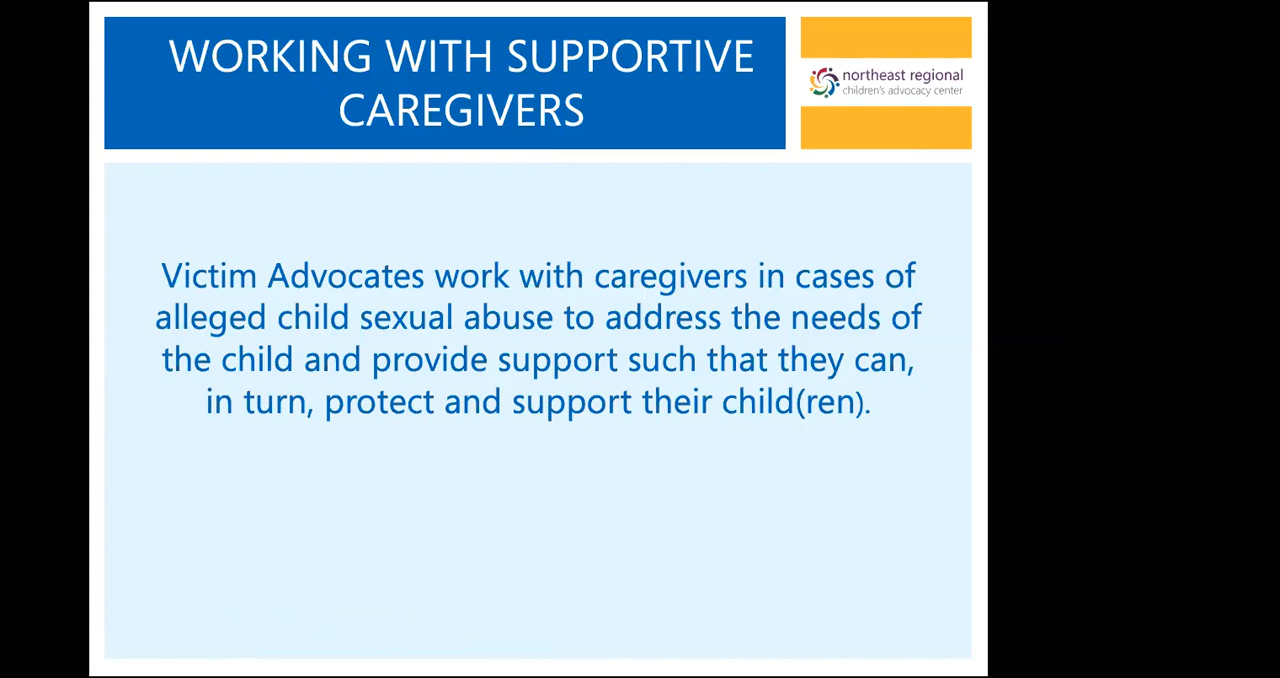 WORKING WITH SUPPORTIVE
CAREGIVERS
northeast regional
children's advocacy center
Victim Advocates work with caregivers in cases of
alleged child sexual abuse to address the needs of
the child and provide support such that they can,
in turn, protect and support their child(ren).